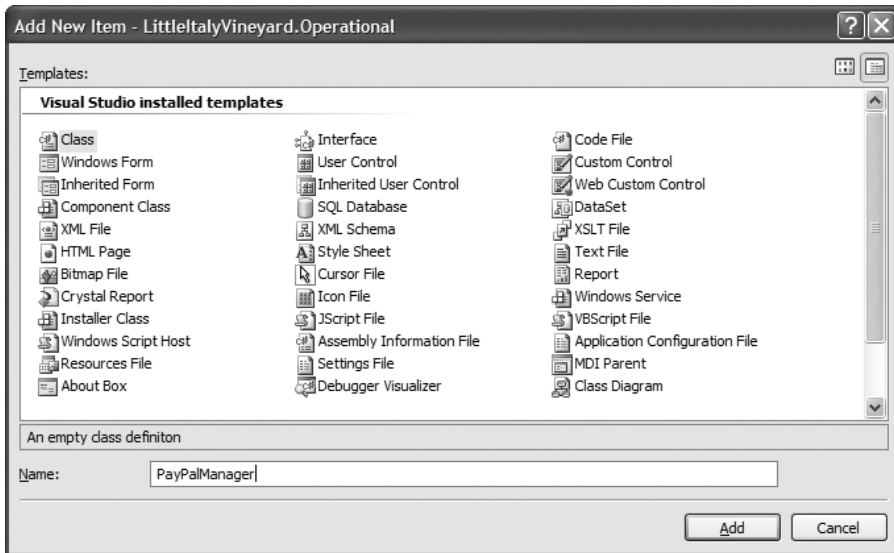 Add New Item - LittleItalyVineyard.Operational
Templates:
Visual Studio installed templates
Class
Interface
Code File
Windows Form
User Control
Custom Control
Inherited Form
Inherited User Control
Web Custom Control
Component Class
SQL Database
DataSet
XML File
XML Schema
XSLT File
HTML Page
Style Sheet
Text File
Bitmap File
Cursor File
Report
Crystal Report
Icon File
Windows Service
Installer Class
JScript File
VBScript File
Windows Script Host
Assembly Information File
Application Configuration File
Resources File
Settings File
MDI Parent
About Box
Debugger Visualizer
Class Diagram
An empty class definiton
Name: PayPalManager
Add Cancel